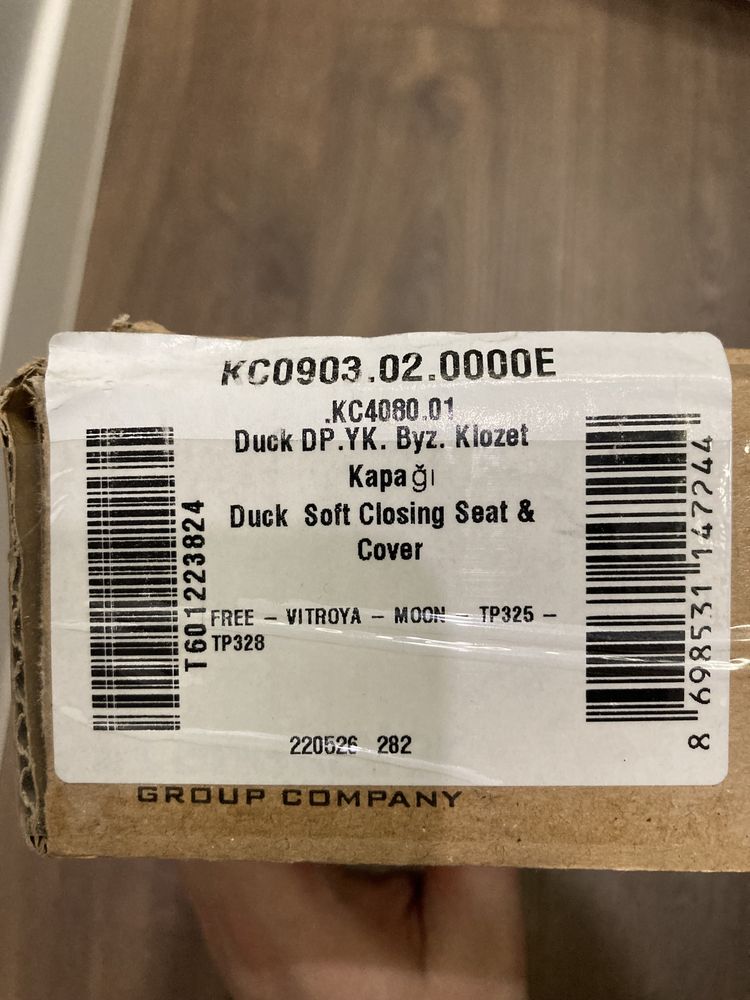 KC0903.02.0000E
.KC4080.01
Duck DP.YK. Byz. Klozet
Kapağı
Duck Soft Closing Seat &
Cover
T601223824
FREE – VITROYA – MOON – TP325 –
TP328
220526 282
8 698531 147244
GROUP COMPANY